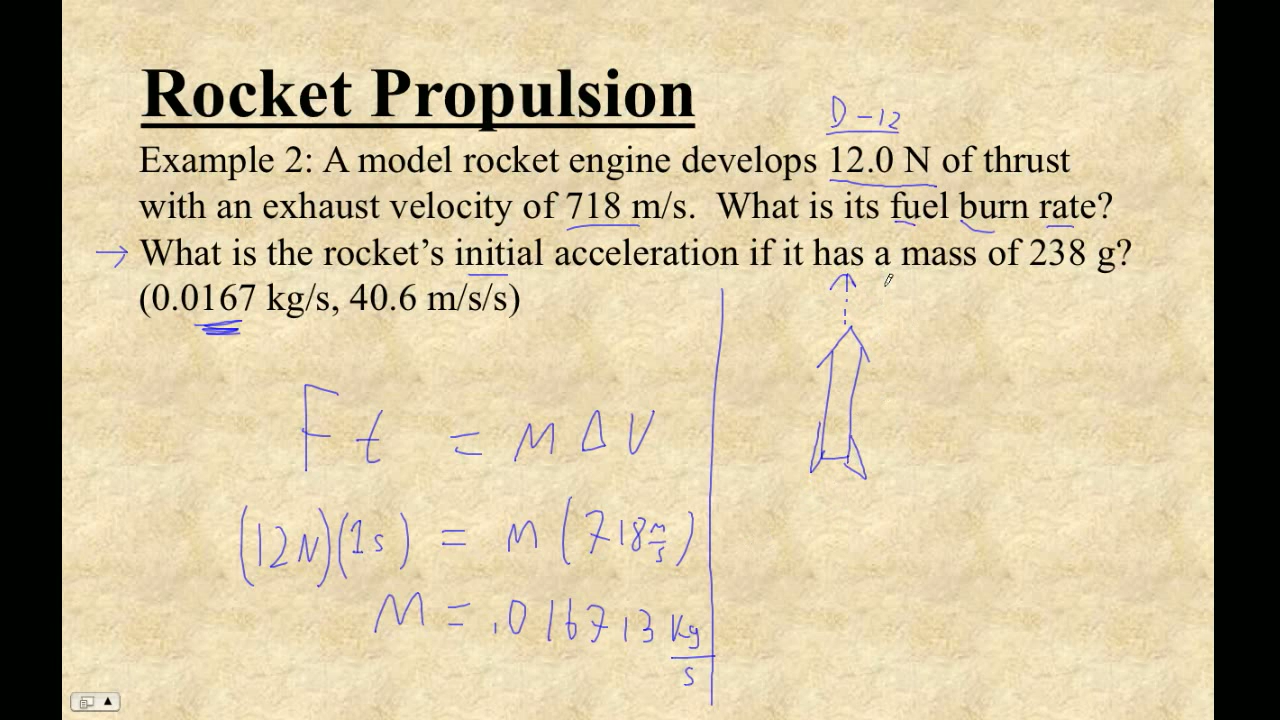 Rocket Propulsion
D-12
Example 2: A model rocket engine develops 12.0 N of thrust
with an exhaust velocity of 718 m/s. What is its fuel burn rate?
→ What is the rocket’s initial acceleration if it has a mass of 238 g?
(0.0167 kg/s, 40.6 m/s/s)
Ft = m Δ V
(12N)(1s) = m (718 m/s)
M = .016713 kg/s